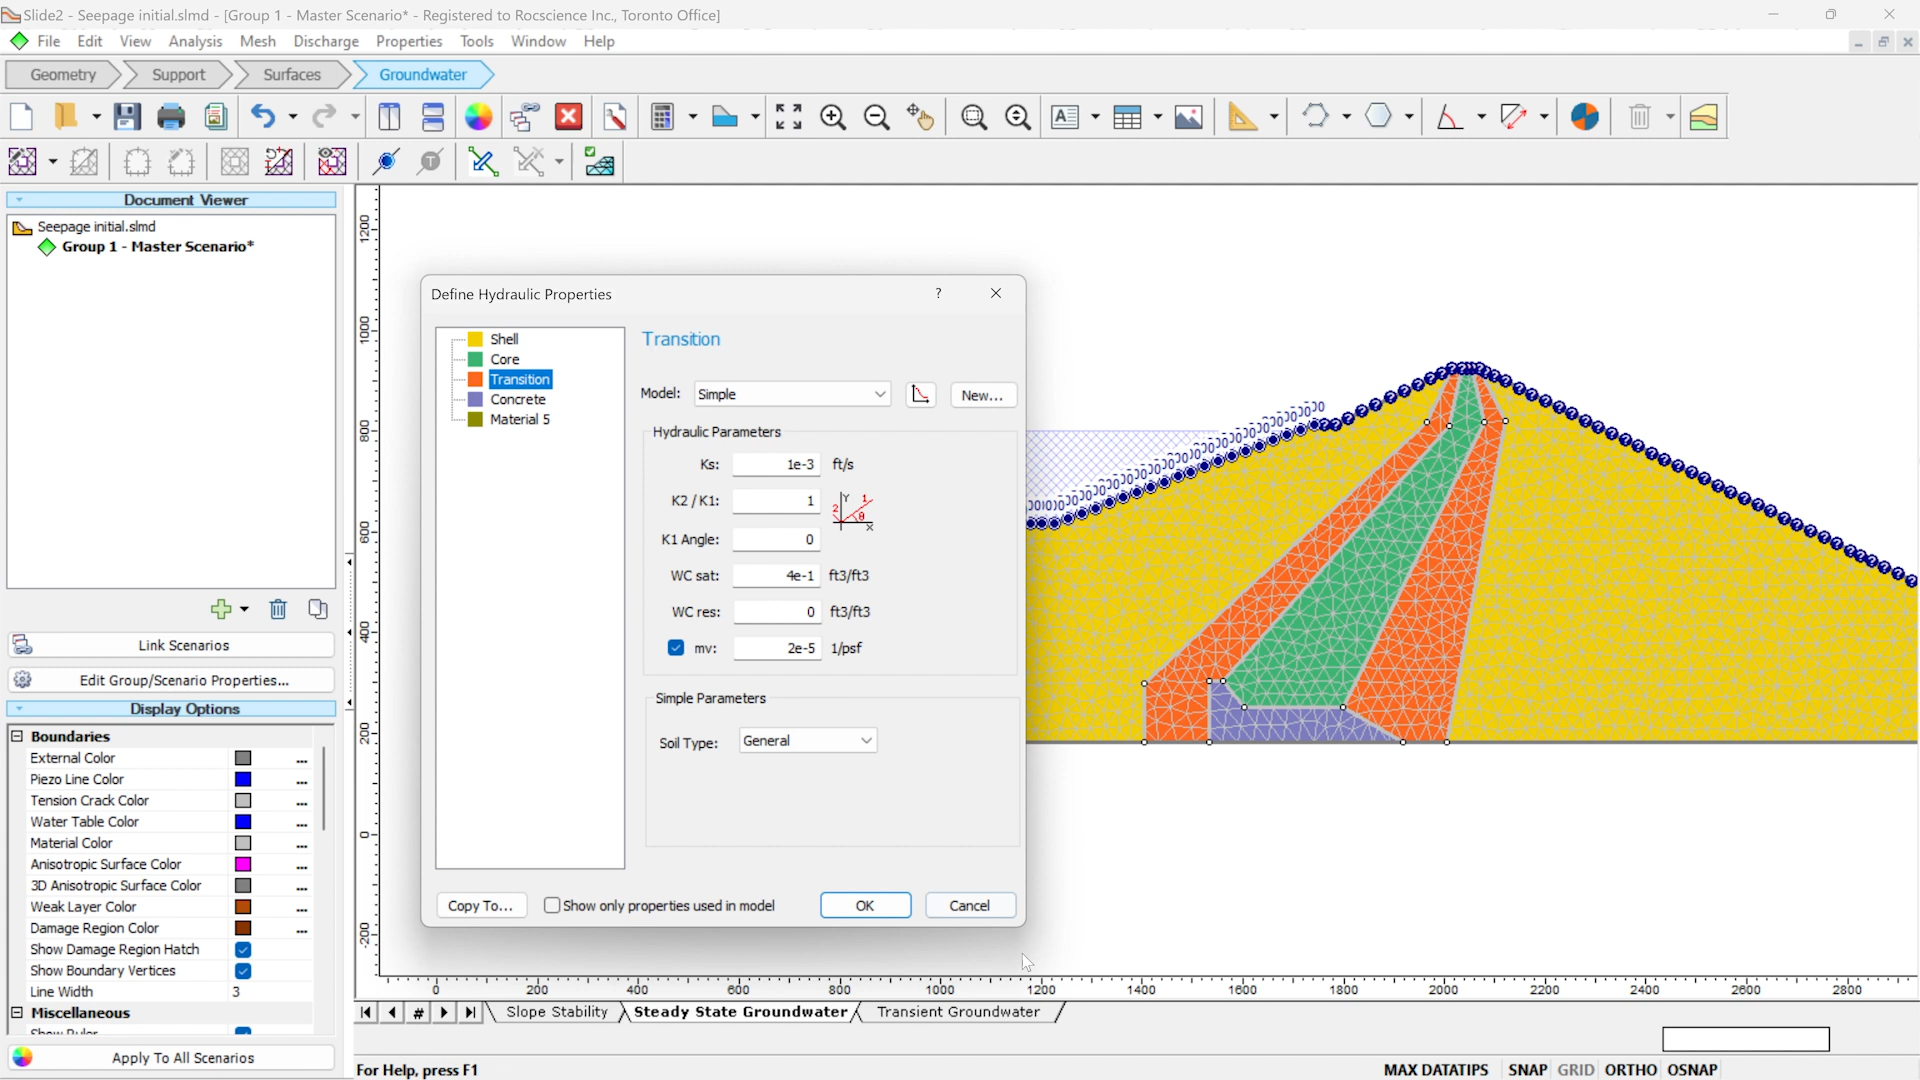 Slide2 - Seepage initial.slmd - [Group 1 - Master Scenario* - Registered to Rocscience Inc., Toronto Office]
File Edit View Analysis Mesh Discharge Properties Tools Window Help
Geometry Support Surfaces Groundwater
Document Viewer
Seepage initial.slmd
Group 1 - Master Scenario*
Link Scenarios
Edit Group/Scenario Properties...
Display Options
Boundaries
External Color ...
Piezo Line Color ...
Tension Crack Color ...
Water Table Color ...
Material Color ...
Anisotropic Surface Color ...
3D Anisotropic Surface Color ...
Weak Layer Color ...
Damage Region Color ...
Show Damage Region Hatch
Show Boundary Vertices
Line Width 3
Miscellaneous
Show Ruler
Apply To All Scenarios
Define Hydraulic Properties ?
Shell
Core
Transition
Concrete
Material 5
Transition
Model: Simple New...
Hydraulic Parameters
Ks: 1e-3 ft/s
K2 / K1: 1
Y 1
2 θ
X
K1 Angle: 0
WC sat: 4e-1 ft3/ft3
WC res: 0 ft3/ft3
mv: 2e-5 1/psf
Simple Parameters
Soil Type: General
Copy To... Show only properties used in model OK Cancel
1200
1000
800
600
400
200
0
-200
0 200 400 600 800 1000 1200 1400 1600 1800 2000 2200 2400 2600 2800
# Slope Stability Steady State Groundwater Transient Groundwater
For Help, press F1 MAX DATATIPS SNAP GRID ORTHO OSNAP